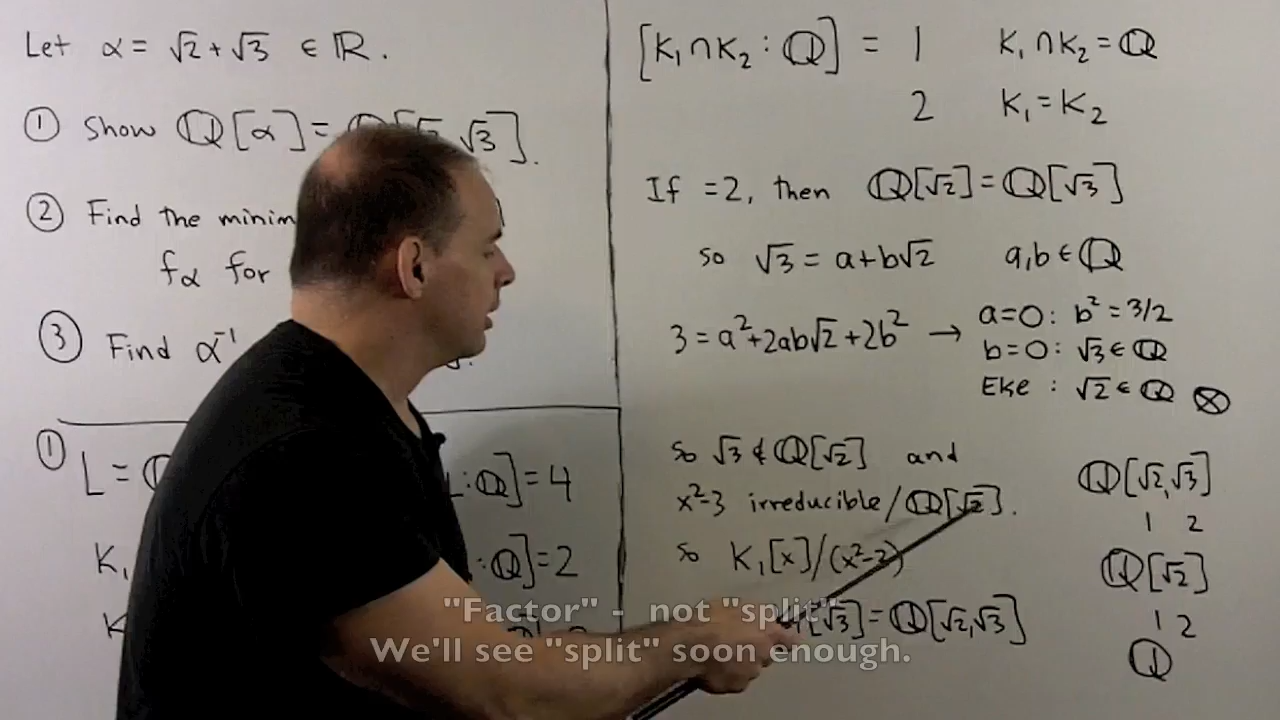 Let α = √2 + √3 ∈ ℝ.
① Show ℚ[α] = √3].
② Find the minim
fα for
③ Find α⁻¹
① L = :ℚ] = 4
K₁ :ℚ] = 2
K
[K₁∩K₂ : ℚ] = 1 K₁∩K₂ = ℚ
2 K₁ = K₂
If =2, then ℚ[√2] = ℚ[√3]
so √3 = a+b√2 a,b ∈ ℚ
3 = a²+2ab√2+2b² → a=0: b²=3/2
b=0: √3 ∈ ℚ
Else : √2 ∈ ℚ ⊗
So √3 ∉ ℚ[√2] and
x²-3 irreducible/ℚ[√2].
so K₁[x]/(x²-3)
[√3] = ℚ[√2,√3]
ℚ[√2,√3]
| 2
ℚ[√2]
| 2
ℚ
"Factor" - not "split"
We'll see "split" soon enough.